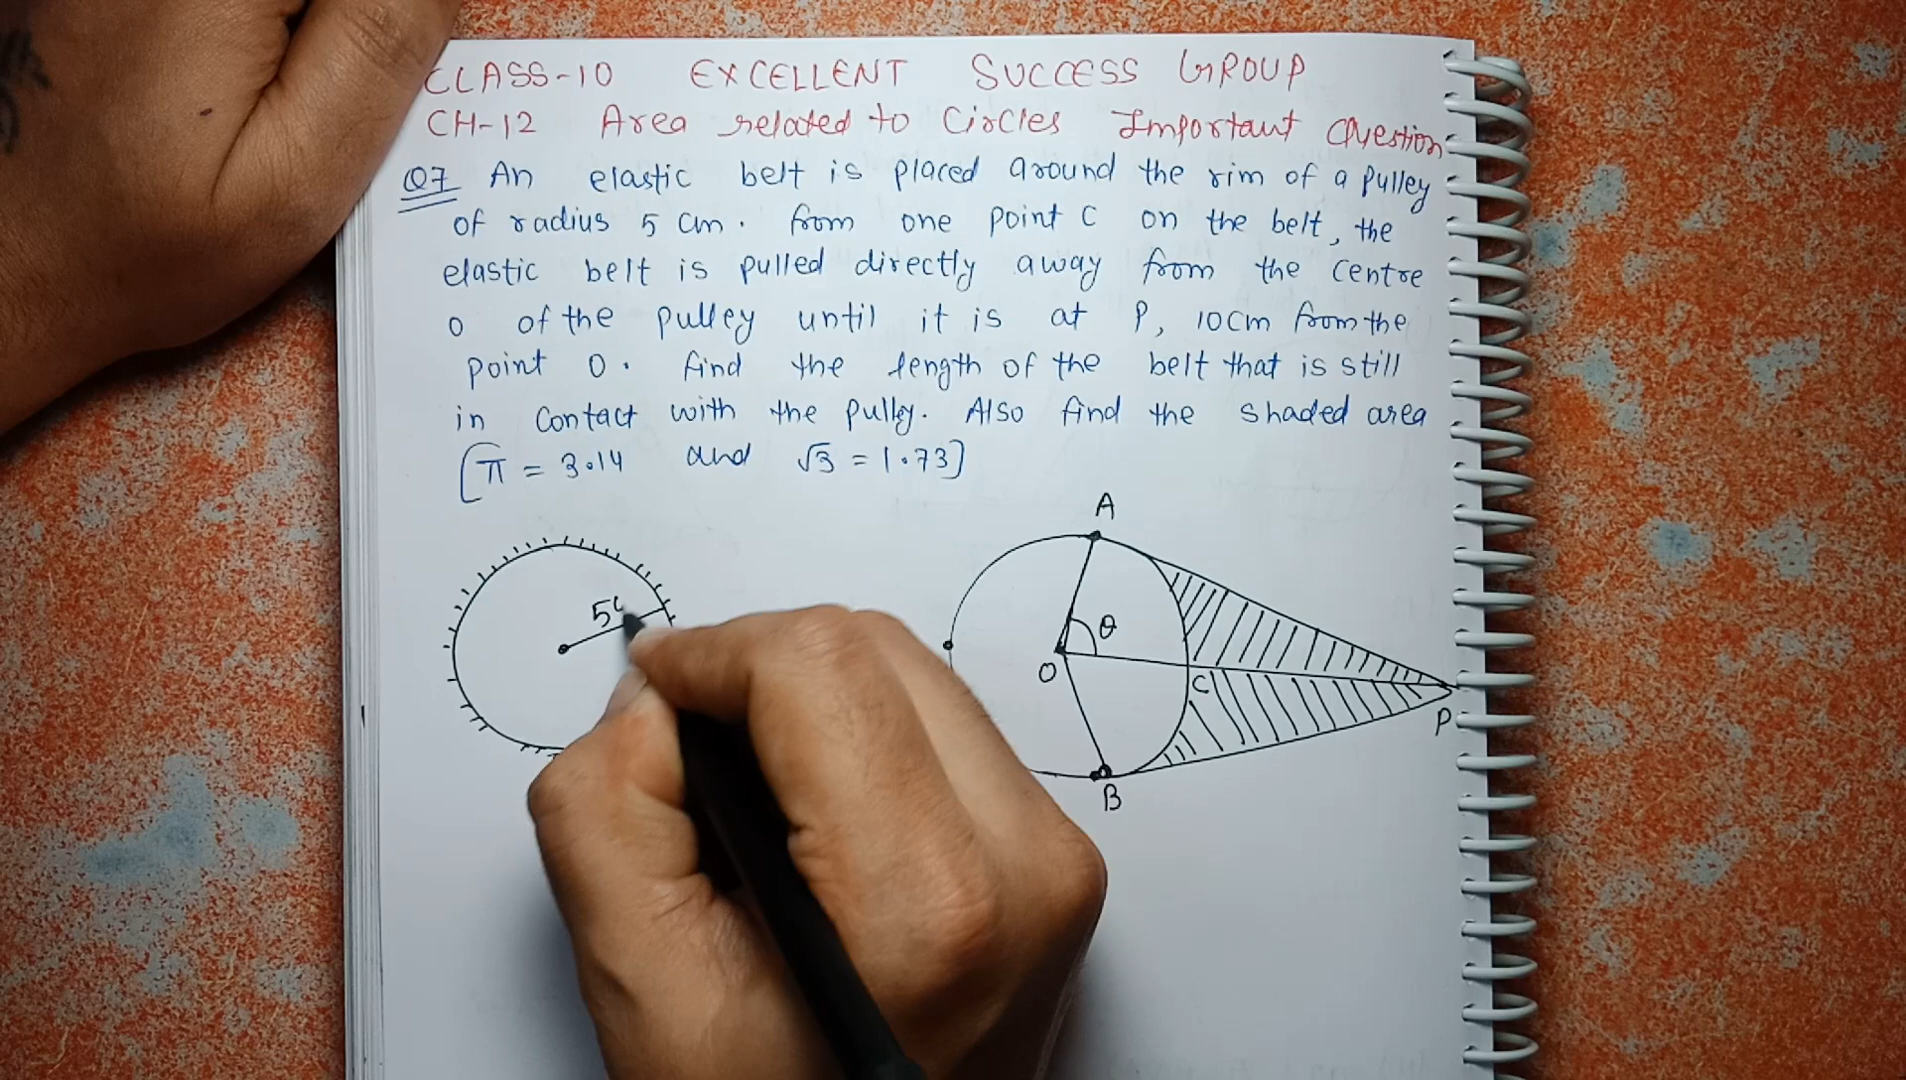 CLASS-10 EXCELLENT SUCCESS GROUP
CH-12 Area related to Circles Important Question
Q7 An elastic belt is placed around the rim of a pulley
of radius 5 cm. from one point C on the belt, the
elastic belt is pulled directly away from the centre
O of the pulley until it is at P, 10cm from the
point O. find the length of the belt that is still
in contact with the pulley. Also find the shaded area
[π = 3.14 and √3 = 1.73]
A
5
θ
O
C
P
B